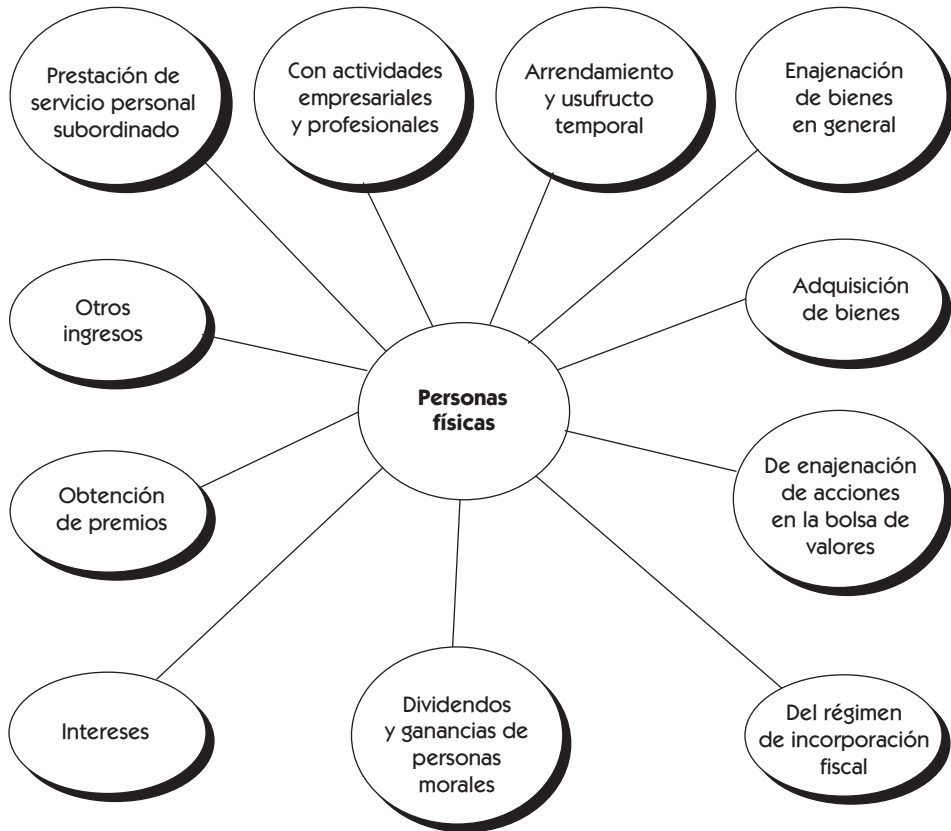 Prestación de
servicio personal
subordinado
Con actividades
empresariales
y profesionales
Arrendamiento
y usufructo
temporal
Enajenación
de bienes
en general
Otros
ingresos
Adquisición
de bienes
Personas
físicas
Obtención
de premios
De enajenación
de acciones
en la bolsa de
valores
Intereses
Dividendos
y ganancias de
personas
morales
Del régimen
de incorporación
fiscal